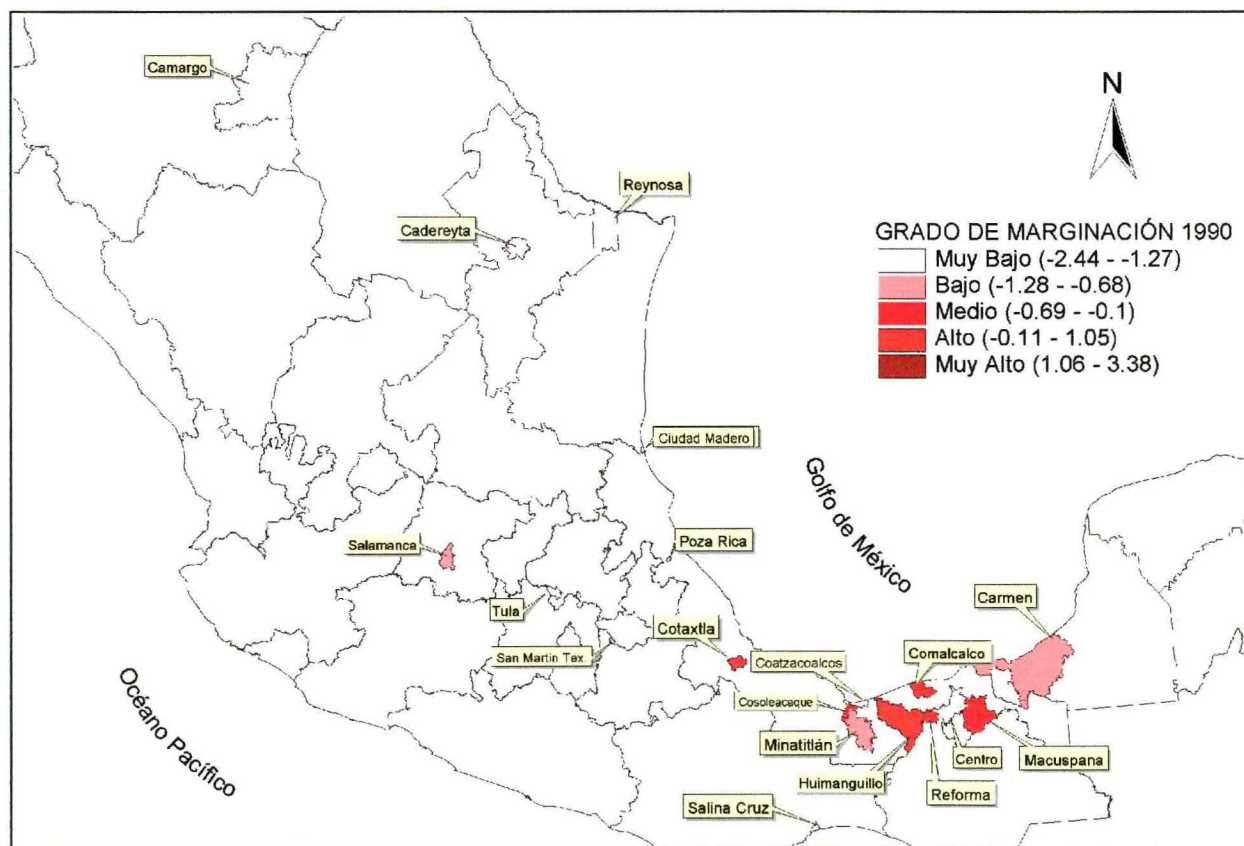 Camargo
N
Reynosa
Cadereyta
GRADO DE MARGINACIÓN 1990
Muy Bajo (-2.44 - -1.27)
Bajo (-1.28 - -0.68)
Medio (-0.69 - -0.1)
Alto (-0.11 - 1.05)
Muy Alto (1.06 - 3.38)
Ciudad Madero
Golfo de México
Salamanca
Poza Rica
Tula
Carmen
Cotaxtla
San Martin Tex.
Coatzacoalcos
Comalcalco
Océano Pacífico
Cosoleacaque
Minatitlán
Centro
Macuspana
Huimanguillo
Reforma
Salina Cruz